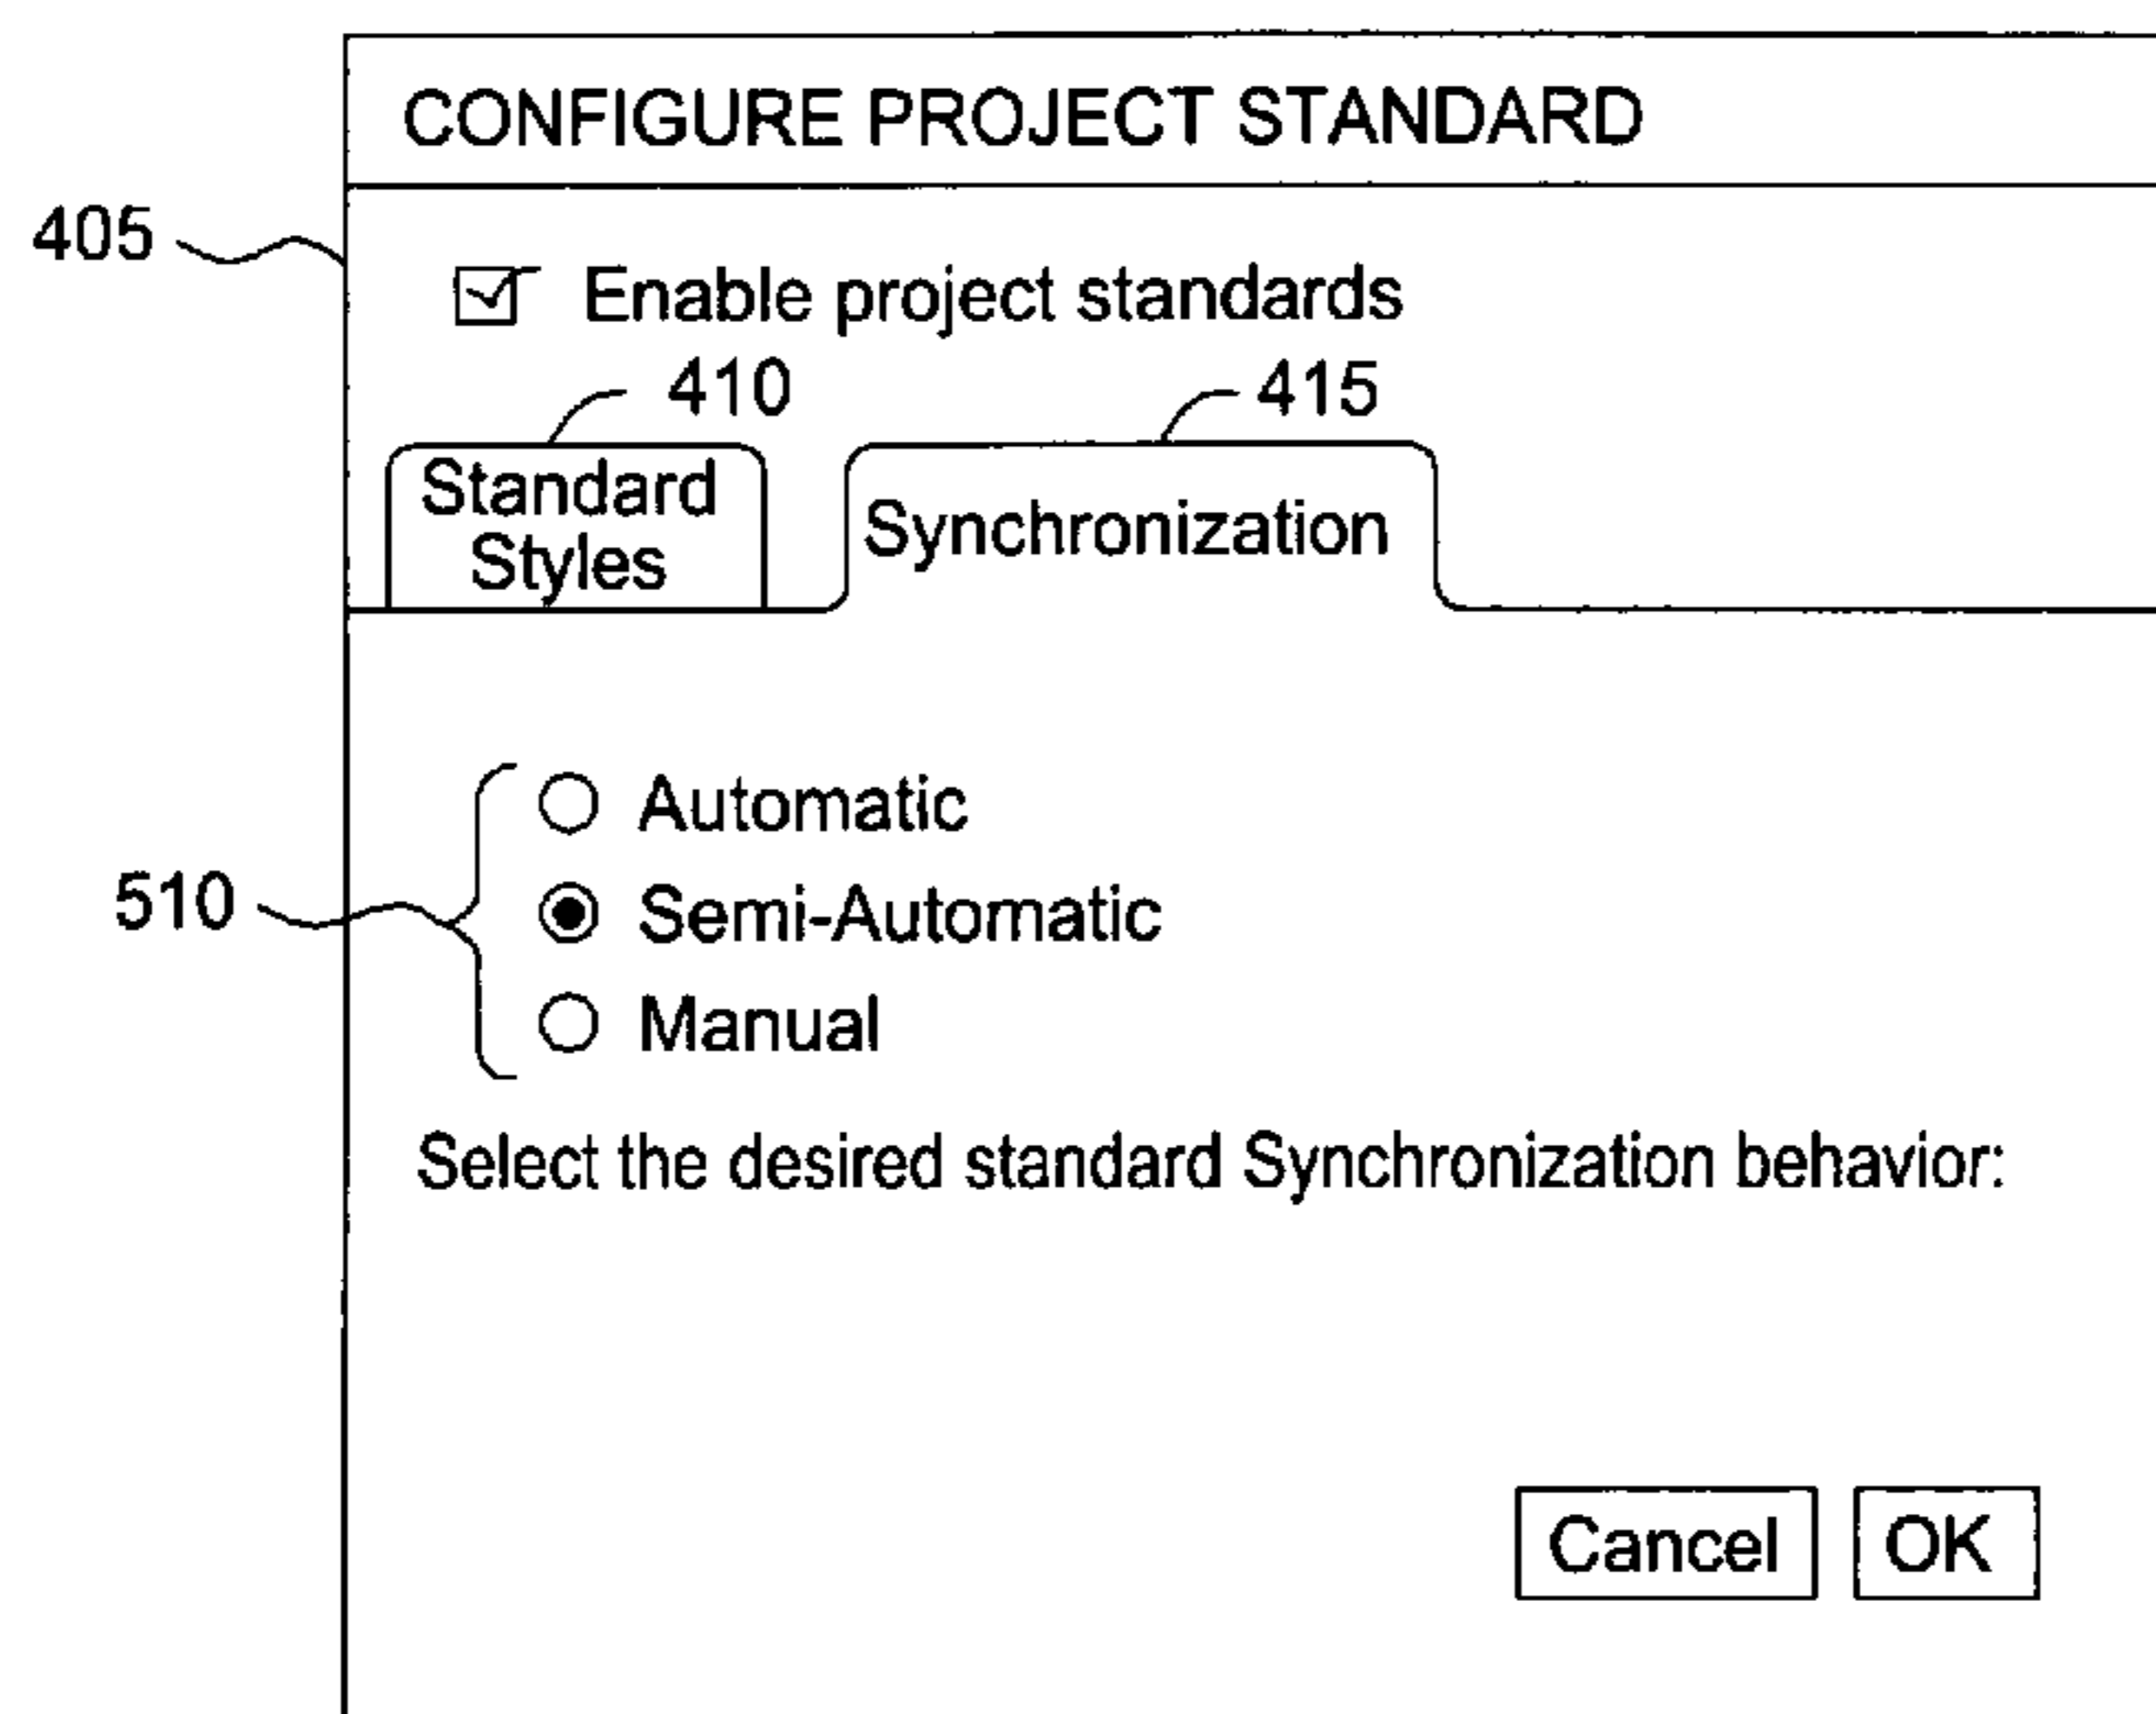 CONFIGURE PROJECT STANDARD
405
Enable project standards
410
415
Standard
Styles
Synchronization
Automatic
510
Semi-Automatic
Manual
Select the desired standard Synchronization behavior:
Cancel
OK